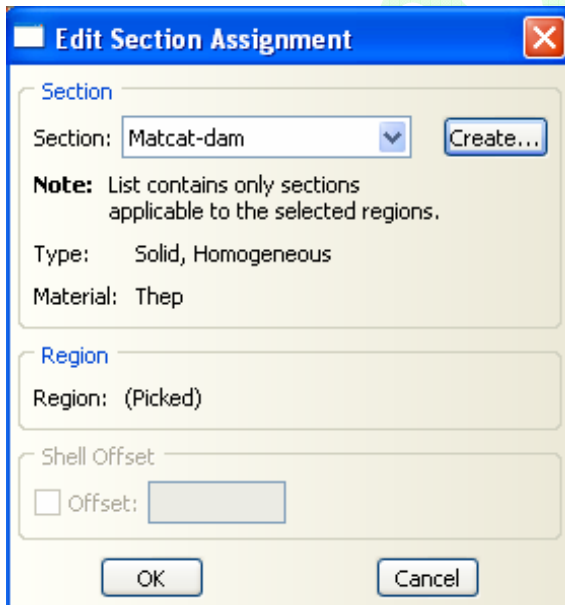 Edit Section Assignment
Section
Section: Matcat-dam Create...
Note: List contains only sections
applicable to the selected regions.
Type: Solid, Homogeneous
Material: Thep
Region
Region: (Picked)
Shell Offset
Offset:
OK Cancel